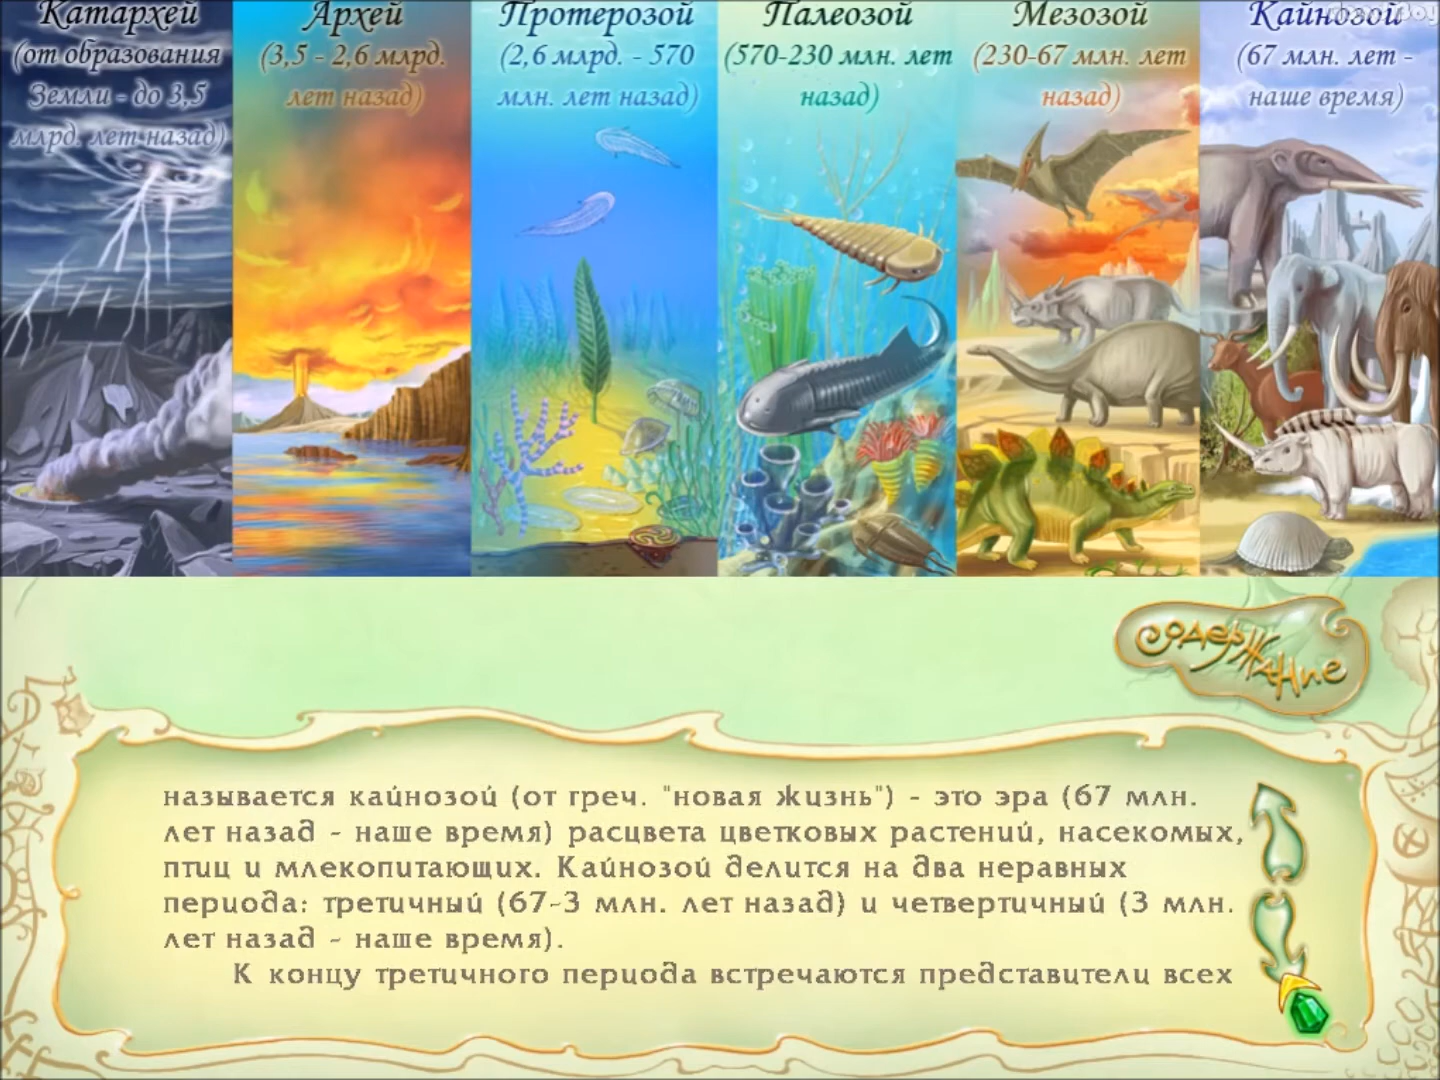 Катархей
(от образования
Земли - до 3,5
млрд. лет назад)
Архей
(3,5 - 2,6 млрд.
лет назад)
Протерозой
(2,6 млрд. - 570
млн. лет назад)
Палеозой
(570-230 млн. лет
назад)
Мезозой
(230-67 млн. лет
назад)
Кайнозой
(67 млн. лет -
наше время)
Содержание
называется кайнозой (от греч. "новая жизнь") - это эра (67 млн.
лет назад - наше время) расцвета цветковых растений, насекомых,
птиц и млекопитающих. Кайнозой делится на два неравных
периода: третичный (67-3 млн. лет назад) и четвертичный (3 млн.
лет назад - наше время).
К концу третичного периода встречаются представители всех